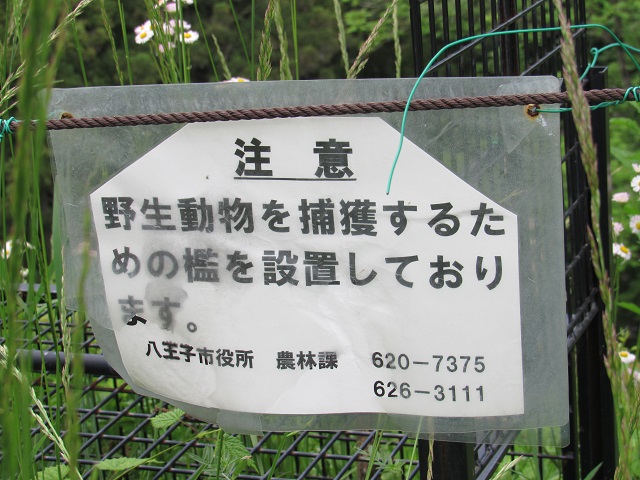 注　意
野生動物を捕獲するた
めの檻を設置しており
ます。
八王子市役所　農林課　620－7375
626－3111